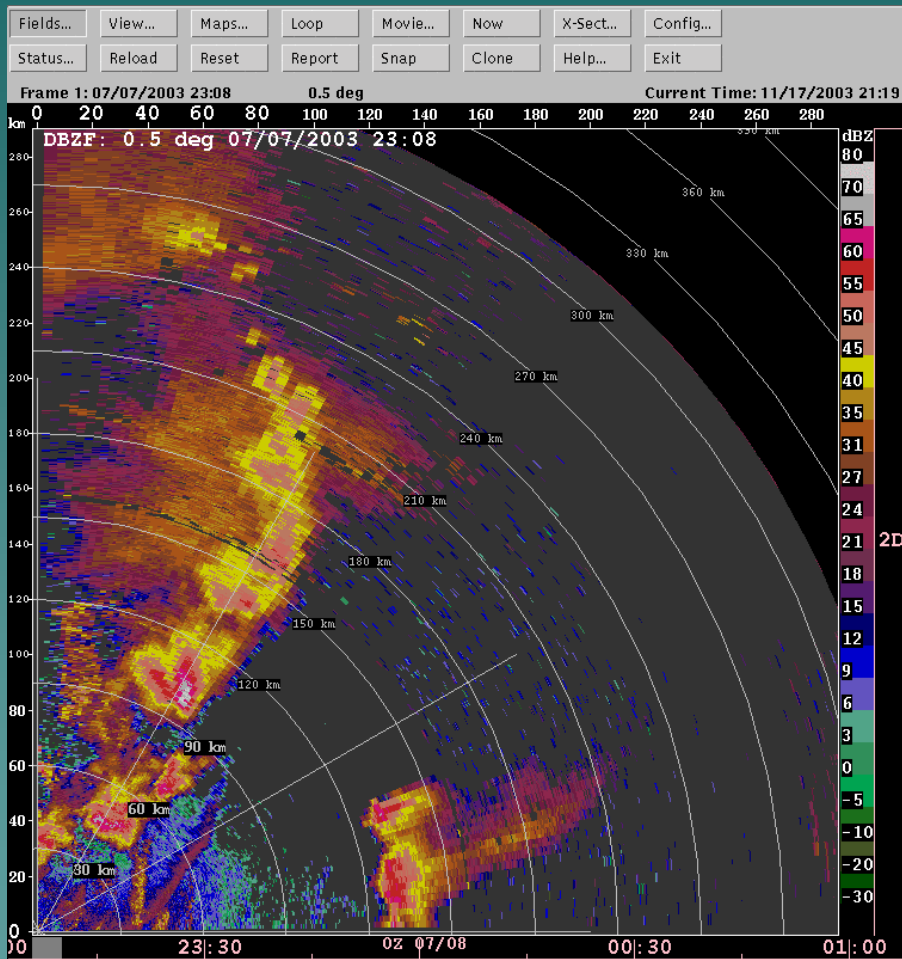 Fields... View... Maps... Loop Movie... Now X-Sect... Config...
Status... Reload Reset Report Snap Clone Help... Exit
Frame 1: 07/07/2003 23:08 0.5 deg Current Time: 11/17/2003 21:19
0 20 40 60 80 100 120 140 160 180 200 220 240 260 280
km
DBZF: 0.5 deg 07/07/2003 23:08
dBZ
280
260
240
220
200
180
160
140
120
100
80
60
40
20
0
360 km
330 km
300 km
270 km
240 km
210 km
180 km
150 km
120 km
90 km
60 km
30 km
80
70
65
60
55
50
45
40
35
31
27
24
21
18
15
12
9
6
3
0
-5
-10
-20
-30
2D
23:30 0Z 07/08 00:30 01:00